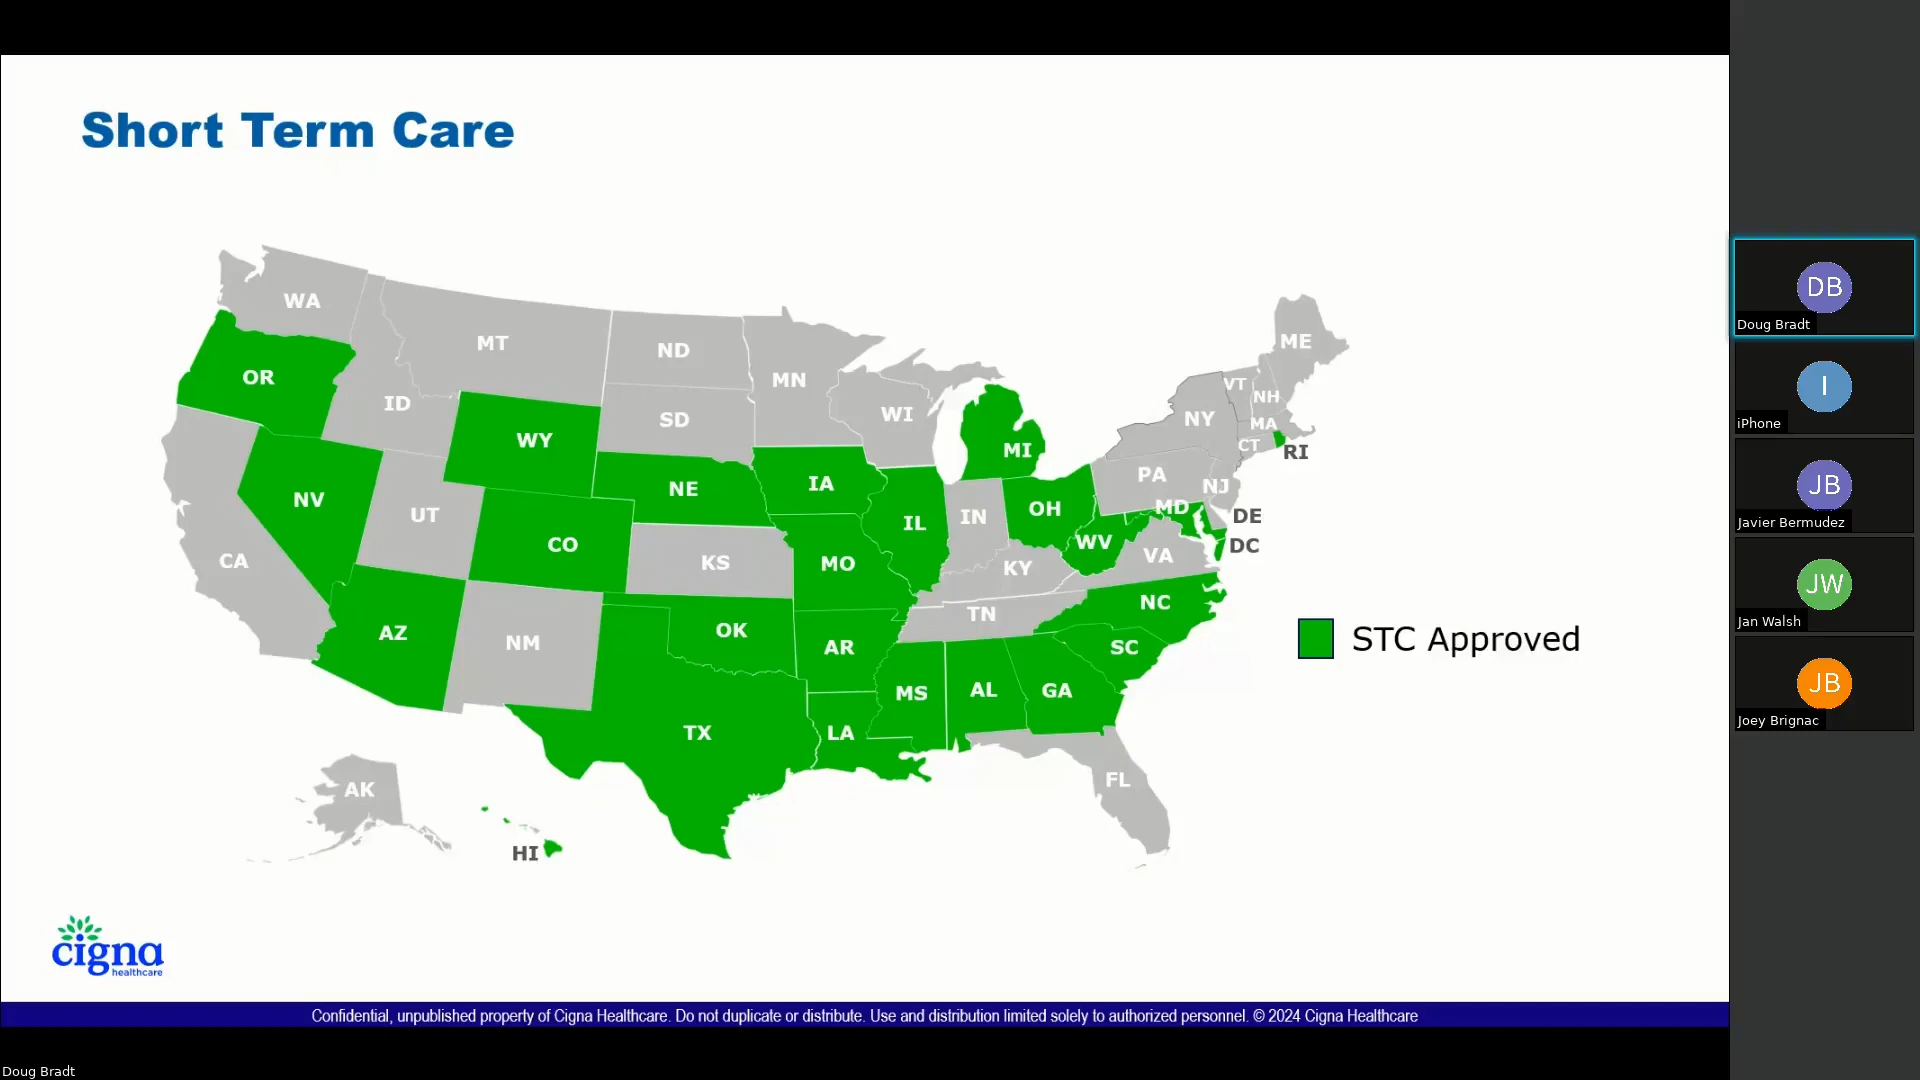 Short Term Care
WA
MT
ND
MN
ME
OR
ID
SD
WI
VT
NH
NY
MA
CT
RI
WY
MI
NV
UT
NE
IA
PA
NJ
IL
IN
OH
MD
DE
DC
CO
WV
CA
KS
MO
KY
VA
NC
TN
AZ
NM
OK
AR
SC
STC Approved
MS
AL
GA
TX
LA
FL
AK
HI
cigna
healthcare
Confidential, unpublished property of Cigna Healthcare. Do not duplicate or distribute. Use and distribution limited solely to authorized personnel. © 2024 Cigna Healthcare
Doug Bradt
DB
Doug Bradt
I
iPhone
JB
Javier Bermudez
JW
Jan Walsh
JB
Joey Brignac